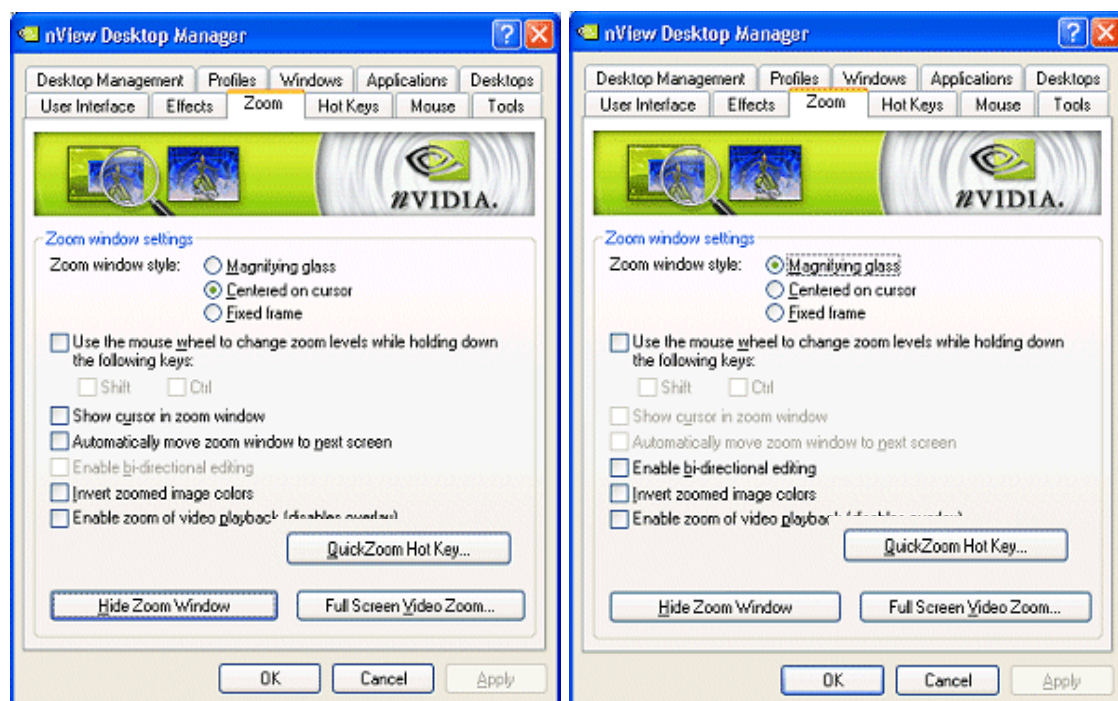 nView Desktop Manager
Desktop Management Profiles Windows Applications Desktops
User Interface Effects Zoom Hot Keys Mouse Tools
nVIDIA.
Zoom window settings
Zoom window style: Magnifying glass
Centered on cursor
Fixed frame
Use the mouse wheel to change zoom levels while holding down
the following keys:
Shift Ctrl
Show cursor in zoom window
Automatically move zoom window to next screen
Enable bi-directional editing
Invert zoomed image colors
Enable zoom of video playback (disables overlay)
QuickZoom Hot Key...
Hide Zoom Window Full Screen Video Zoom...
OK Cancel Apply
nView Desktop Manager
Desktop Management Profiles Windows Applications Desktops
User Interface Effects Zoom Hot Keys Mouse Tools
nVIDIA.
Zoom window settings
Zoom window style: Magnifying glass
Centered on cursor
Fixed frame
Use the mouse wheel to change zoom levels while holding down
the following keys:
Shift Ctrl
Show cursor in zoom window
Automatically move zoom window to next screen
Enable bi-directional editing
Invert zoomed image colors
Enable zoom of video playback
QuickZoom Hot Key...
Hide Zoom Window Full Screen Video Zoom...
OK Cancel Apply